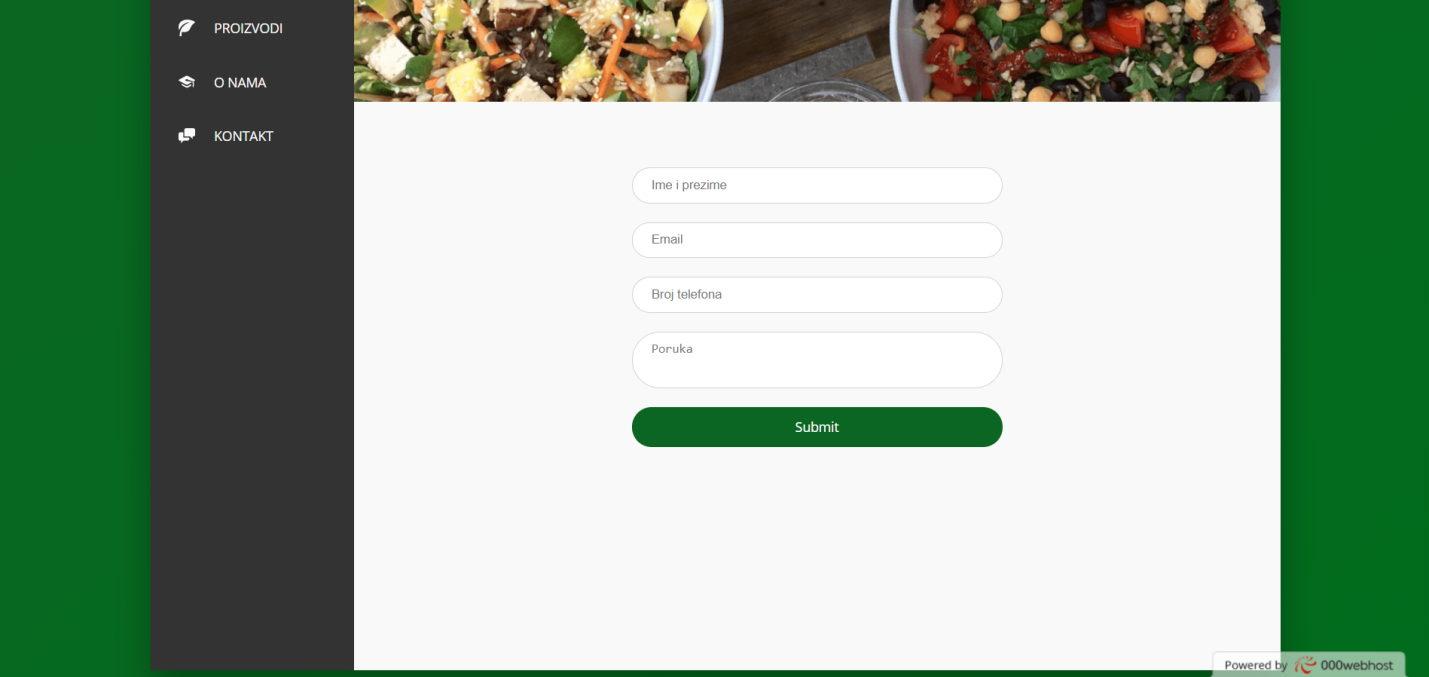 PROIZVODI
O NAMA
KONTAKT
Ime i prezime
Email
Broj telefona
Poruka
Submit
Powered by 000webhost